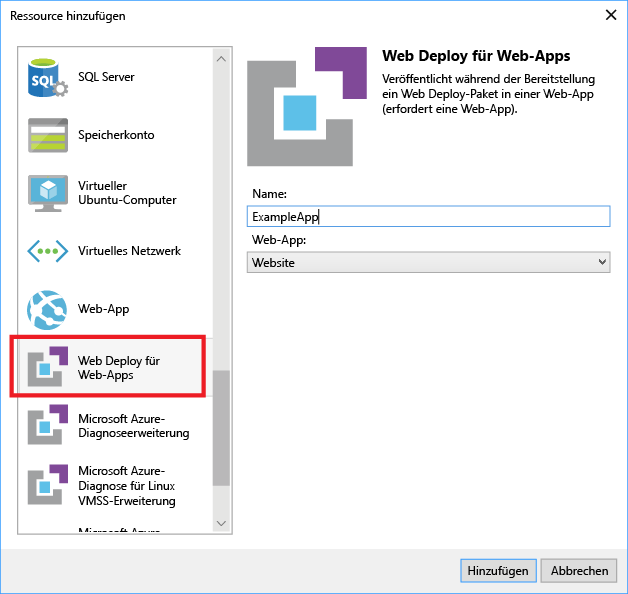 Ressource hinzufügen
SQL
SQL Server
Speicherkonto
Virtueller
Ubuntu-Computer
Virtuelles Netzwerk
Web-App
Web Deploy für
Web-Apps
Microsoft Azure-
Diagnoseerweiterung
Microsoft Azure-
Diagnose für Linux
VMSS-Erweiterung
Microsoft Azure-
Web Deploy für Web-Apps
Veröffentlicht während der Bereitstellung
ein Web Deploy-Paket in einer Web-App
(erfordert eine Web-App).
Name:
ExampleApp
Web-App:
Website
Hinzufügen
Abbrechen